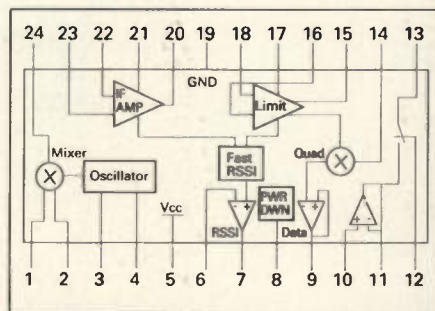 24 23 22 21 20 19 18 17 16 15 14 13
GND
IF
AMP
Limit
Mixer
Oscillator
Fast
RSSI
Quad
Vcc
PWR
DWN
- +
+ -
- +
+ -
RSSI
Data
1 2 3 4 5 6 7 8 9 10 11 12